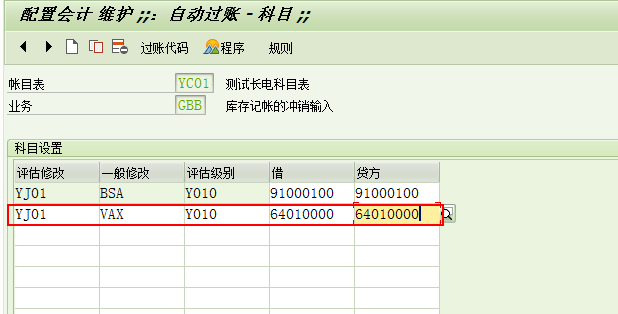 配置会计 维护 ;;: 自动过账 - 科目 ;;
过账代码 程序 规则
帐目表 YC01 测试长电科目表
业务 GBB 库存记帐的冲销输入
科目设置
评估修改 一般修改 评估级别 借 贷方
YJ01 BSA Y010 91000100 91000100
YJ01 VAX Y010 64010000 64010000